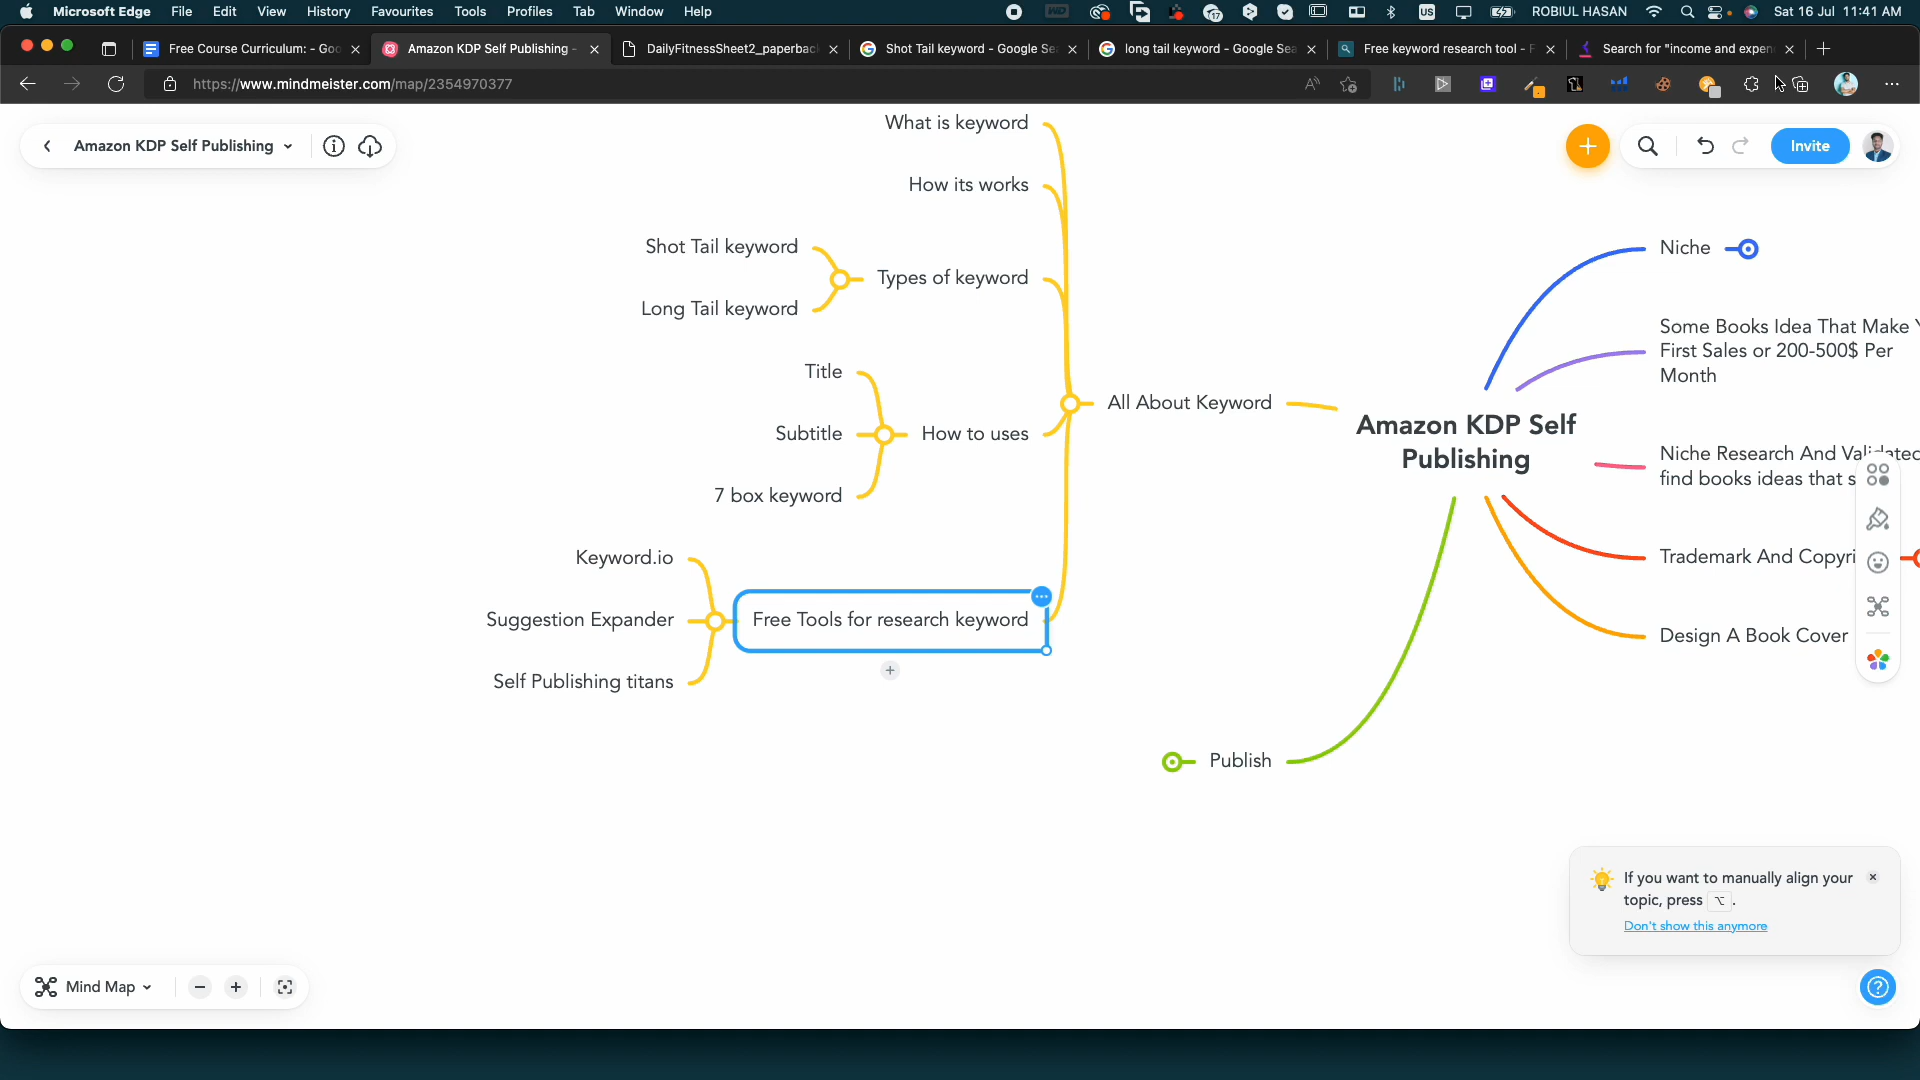 Microsoft Edge File Edit View History Favourites Tools Profiles Tab Window Help
17
US
ROBIUL HASAN
Sat 16 Jul 11:41 AM
Free Course Curriculum: - Goo
Amazon KDP Self Publishing -
DailyFitnessSheet2_paperback
Shot Tail keyword - Google Se
long tail keyword - Google Sea
Free keyword research tool - F
Search for "income and expen
https://www.mindmeister.com/map/2354970377
Amazon KDP Self Publishing
Invite
What is keyword
How its works
Shot Tail keyword
Types of keyword
Long Tail keyword
Title
Subtitle
How to uses
7 box keyword
All About Keyword
Keyword.io
Suggestion Expander
Free Tools for research keyword
Self Publishing titans
Amazon KDP Self
Publishing
Niche
Some Books Idea That Make Y
First Sales or 200-500$ Per
Month
Niche Research And Validated
find books ideas that s
Trademark And Copyri
Design A Book Cover
Publish
If you want to manually align your
topic, press ⌥ .
Don't show this anymore
Mind Map